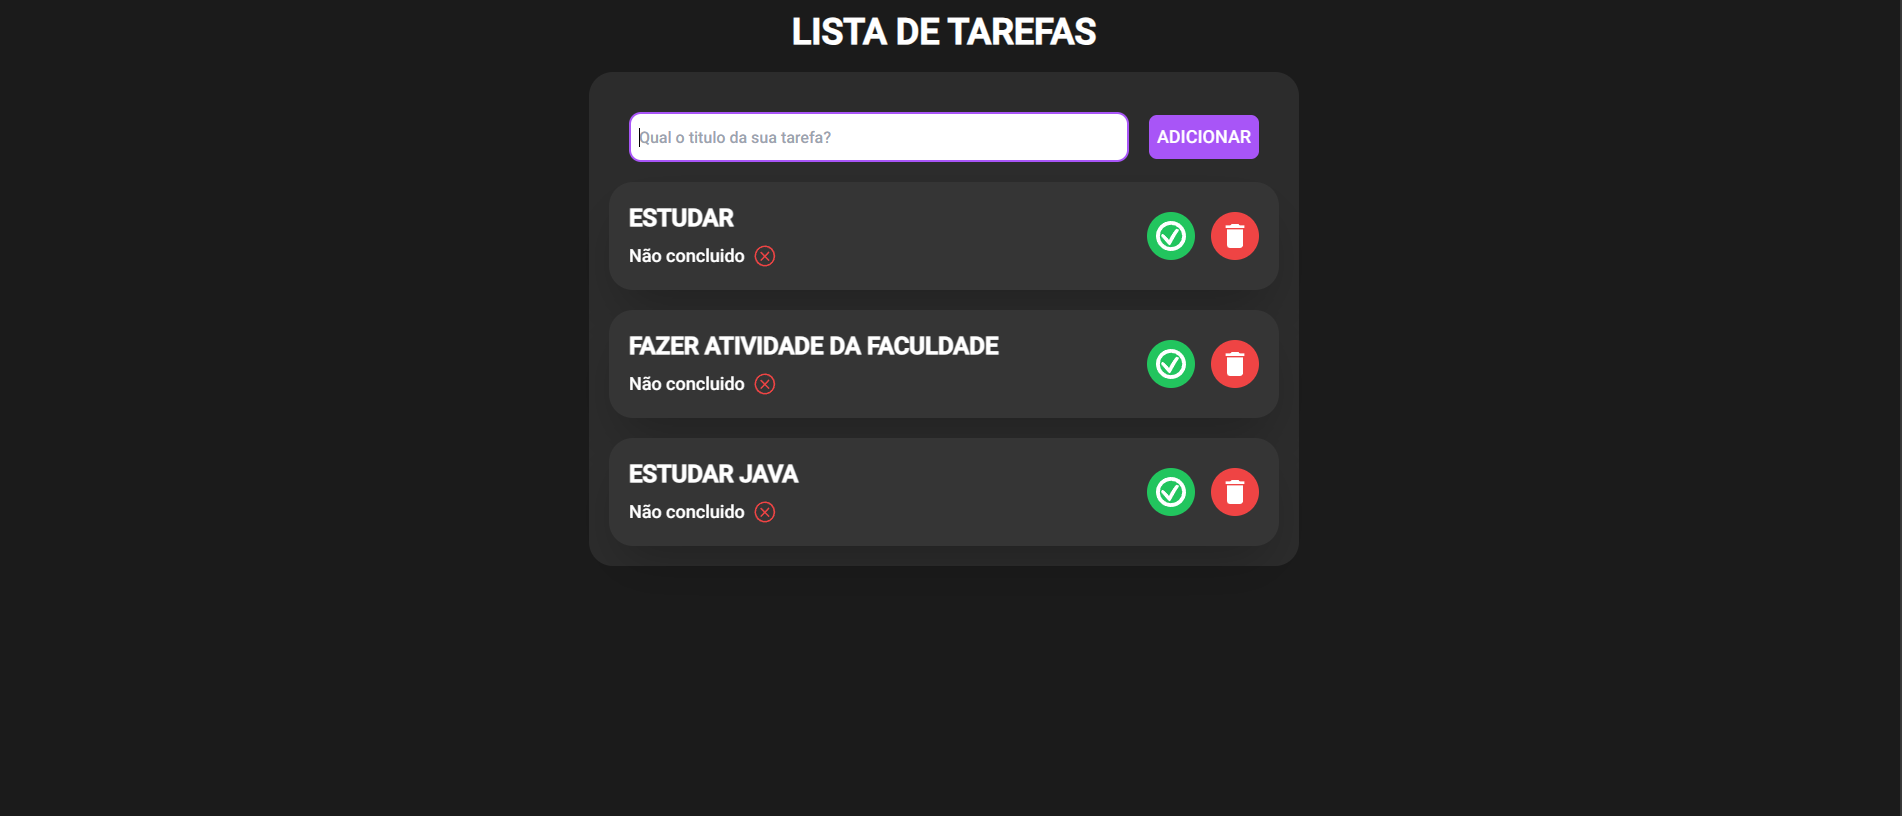 LISTA DE TAREFAS
Qual o titulo da sua tarefa?
ADICIONAR
ESTUDAR
Não concluido
FAZER ATIVIDADE DA FACULDADE
Não concluido
ESTUDAR JAVA
Não concluido